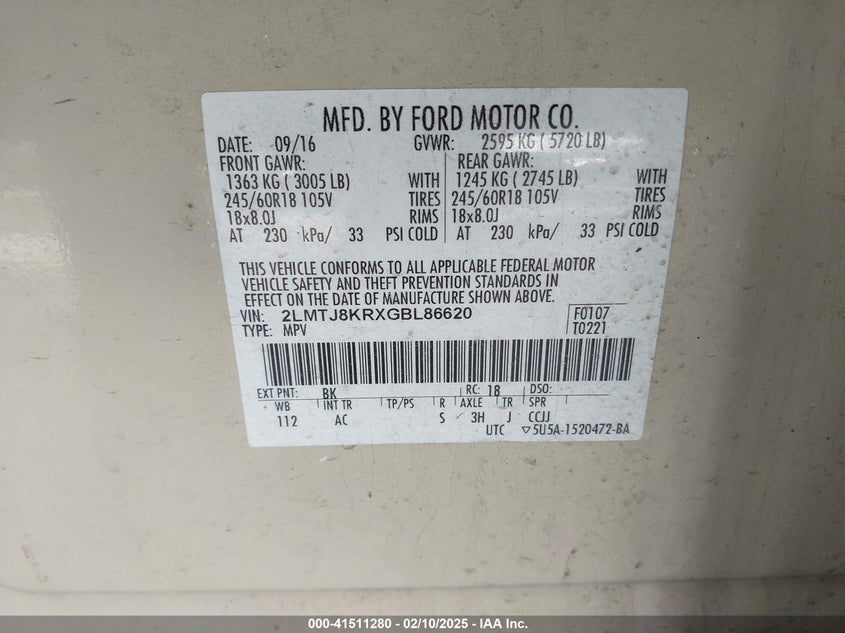 MFD. BY FORD MOTOR CO.
DATE: 09/16 GVWR: 2595 KG ( 5720 LB)
FRONT GAWR: REAR GAWR:
1363 KG ( 3005 LB) WITH 1245 KG ( 2745 LB) WITH
245/60R18 105V TIRES 245/60R18 105V TIRES
18x8.0J RIMS 18x8.0J RIMS
AT 230 kPa/ 33 PSI COLD AT 230 kPa/ 33 PSI COLD
THIS VEHICLE CONFORMS TO ALL APPLICABLE FEDERAL MOTOR
VEHICLE SAFETY AND THEFT PREVENTION STANDARDS IN
EFFECT ON THE DATE OF MANUFACTURE SHOWN ABOVE.
VIN: 2LMTJ8KRXGBL86620 F0107
TYPE: MPV T0221
EXT PNT: BK RC: 18 DSO:
WB INT TR TP/PS R AXLE TR SPR
112 AC S 3H J CCJJ
UTC ▽5U5A-1520472-BA
000-41511280 - 02/10/2025 - IAA Inc.